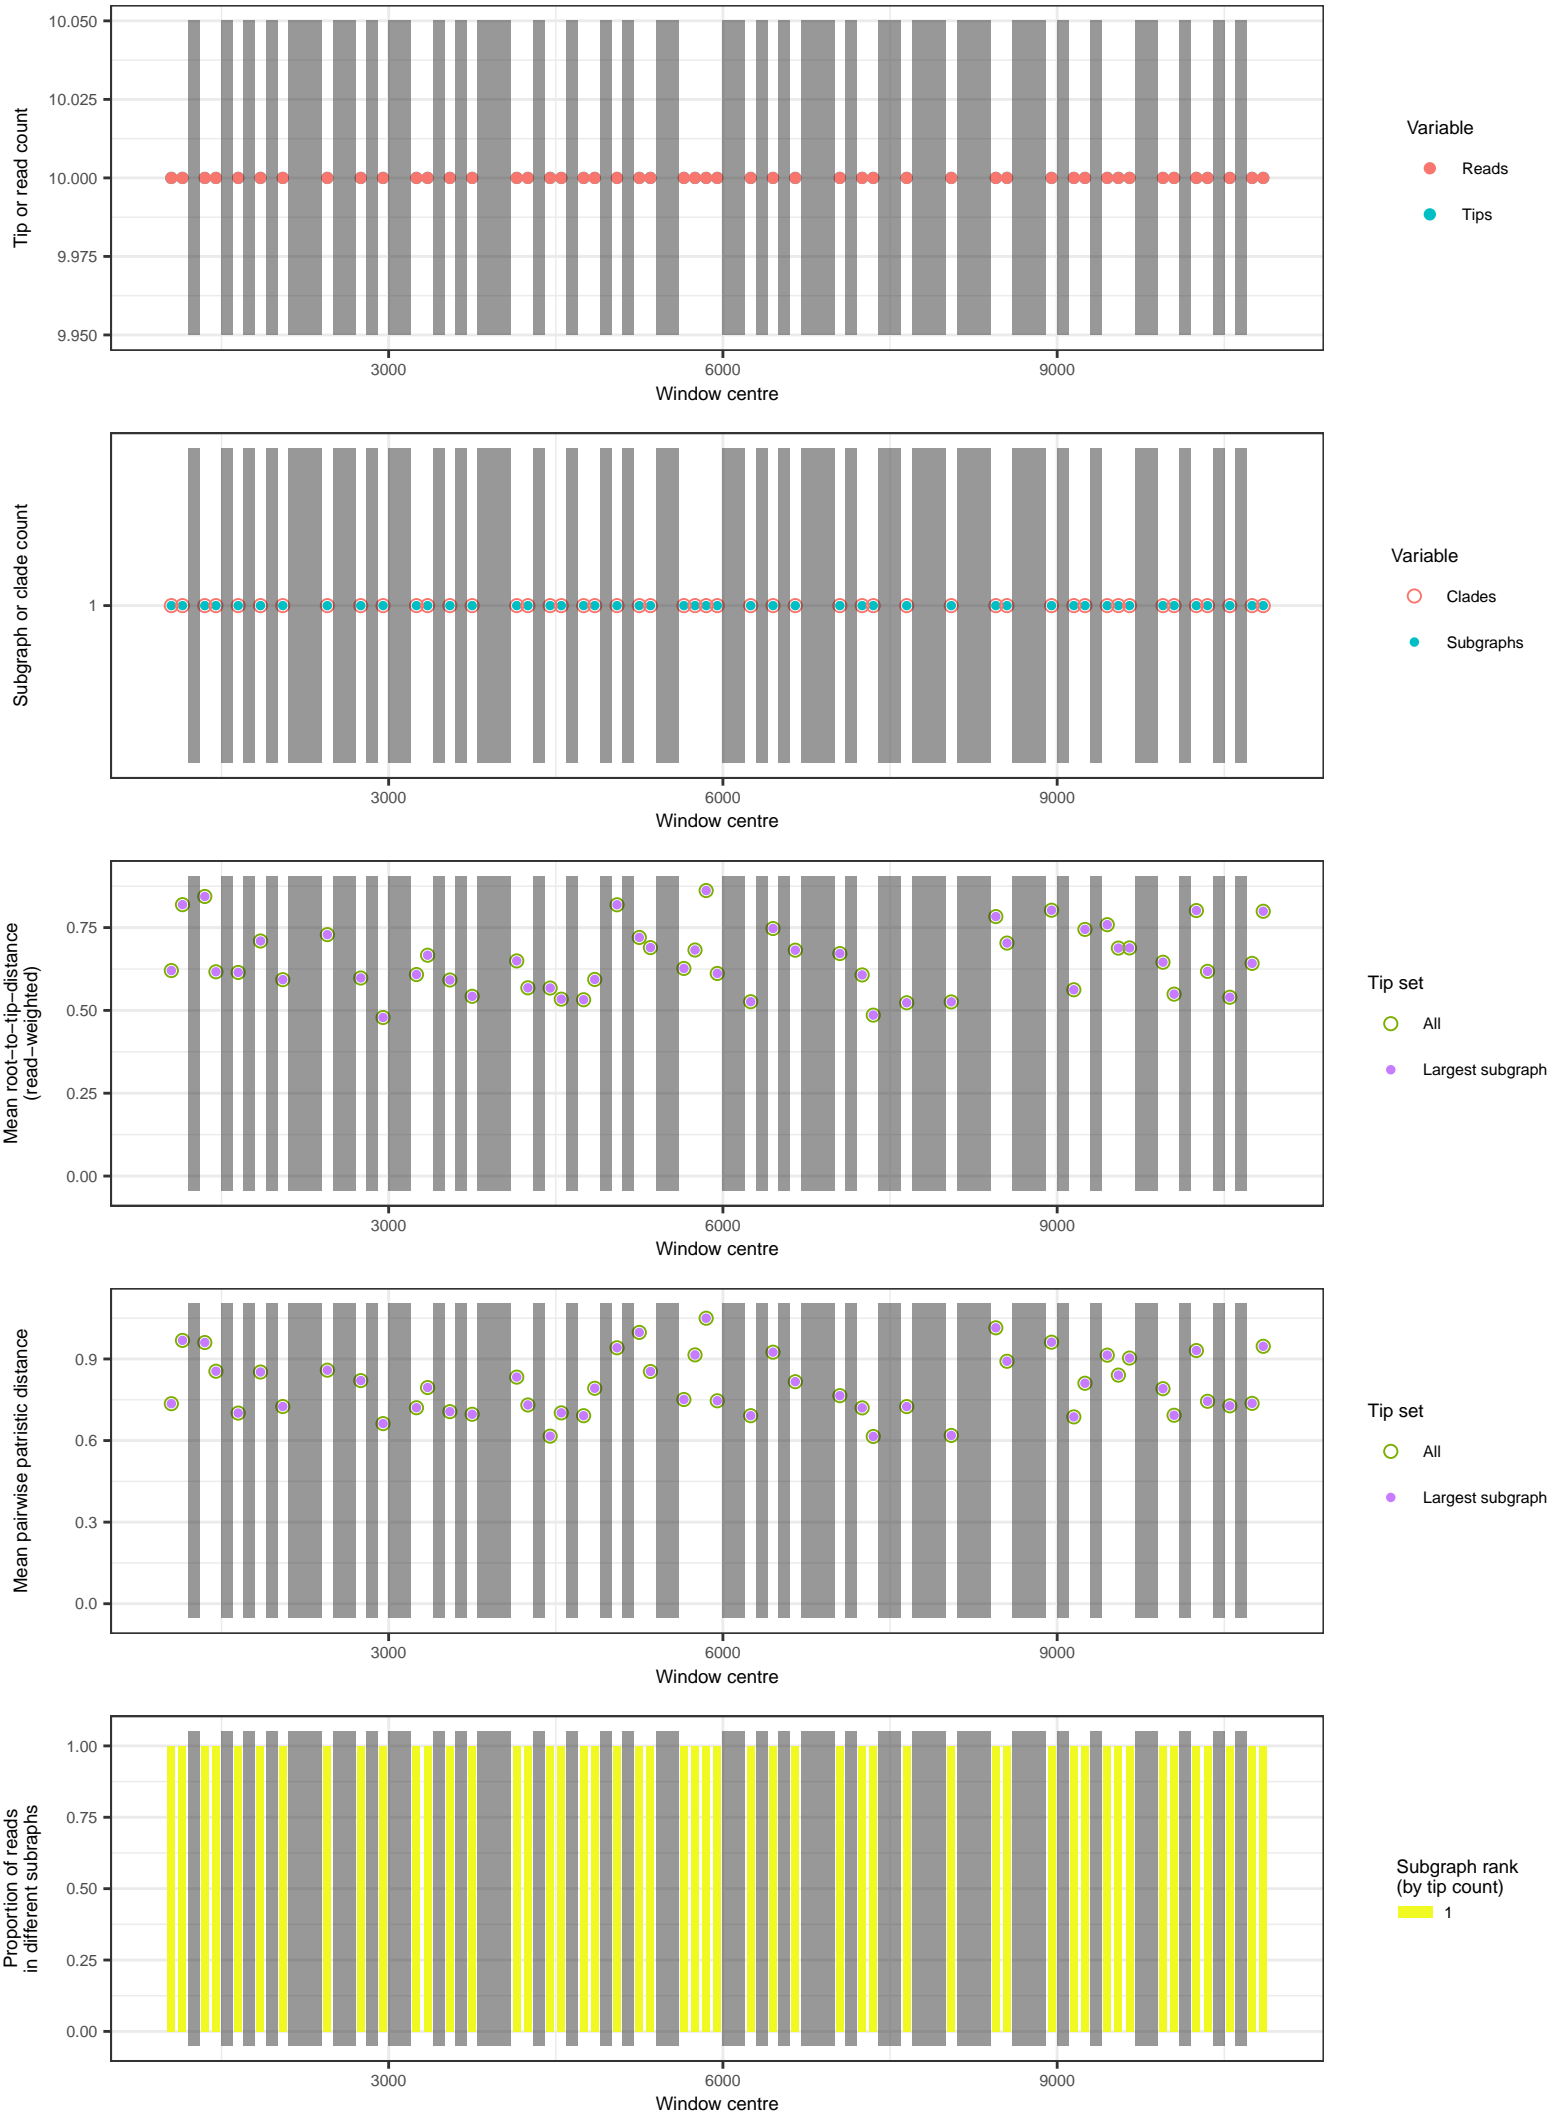 10.050
10.025
10.000
9.975
9.950
Tip or read count
3000
6000
9000
Window centre
Variable
Reads
Tips
1
Subgraph or clade count
3000
6000
9000
Window centre
Variable
Clades
Subgraphs
0.75
0.50
0.25
0.00
Mean root−to−tip−distance
(read−weighted)
3000
6000
9000
Window centre
Tip set
All
Largest subgraph
0.9
0.6
0.3
0.0
Mean pairwise patristic distance
3000
6000
9000
Window centre
Tip set
All
Largest subgraph
1.00
0.75
0.50
0.25
0.00
Proportion of reads
in different subraphs
3000
6000
9000
Window centre
Subgraph rank
(by tip count)
1